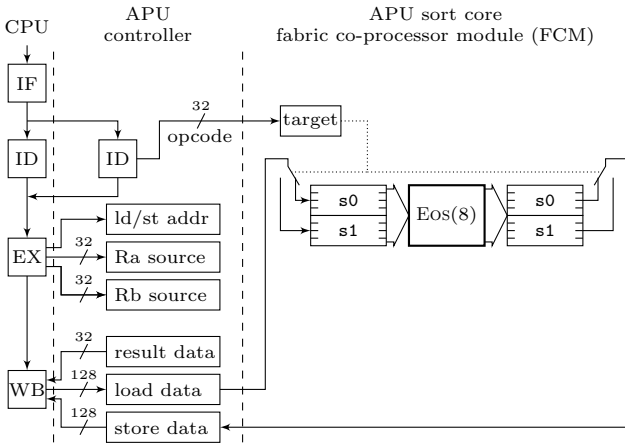 CPU
APU
controller
APU sort core
fabric co-processor module (FCM)
IF
32
opcode
target
ID
ID
s0
s1
Eos(8)
s0
s1
ld/st addr
EX
32
Ra source
32
Rb source
32
result data
WB
128
load data
128
store data